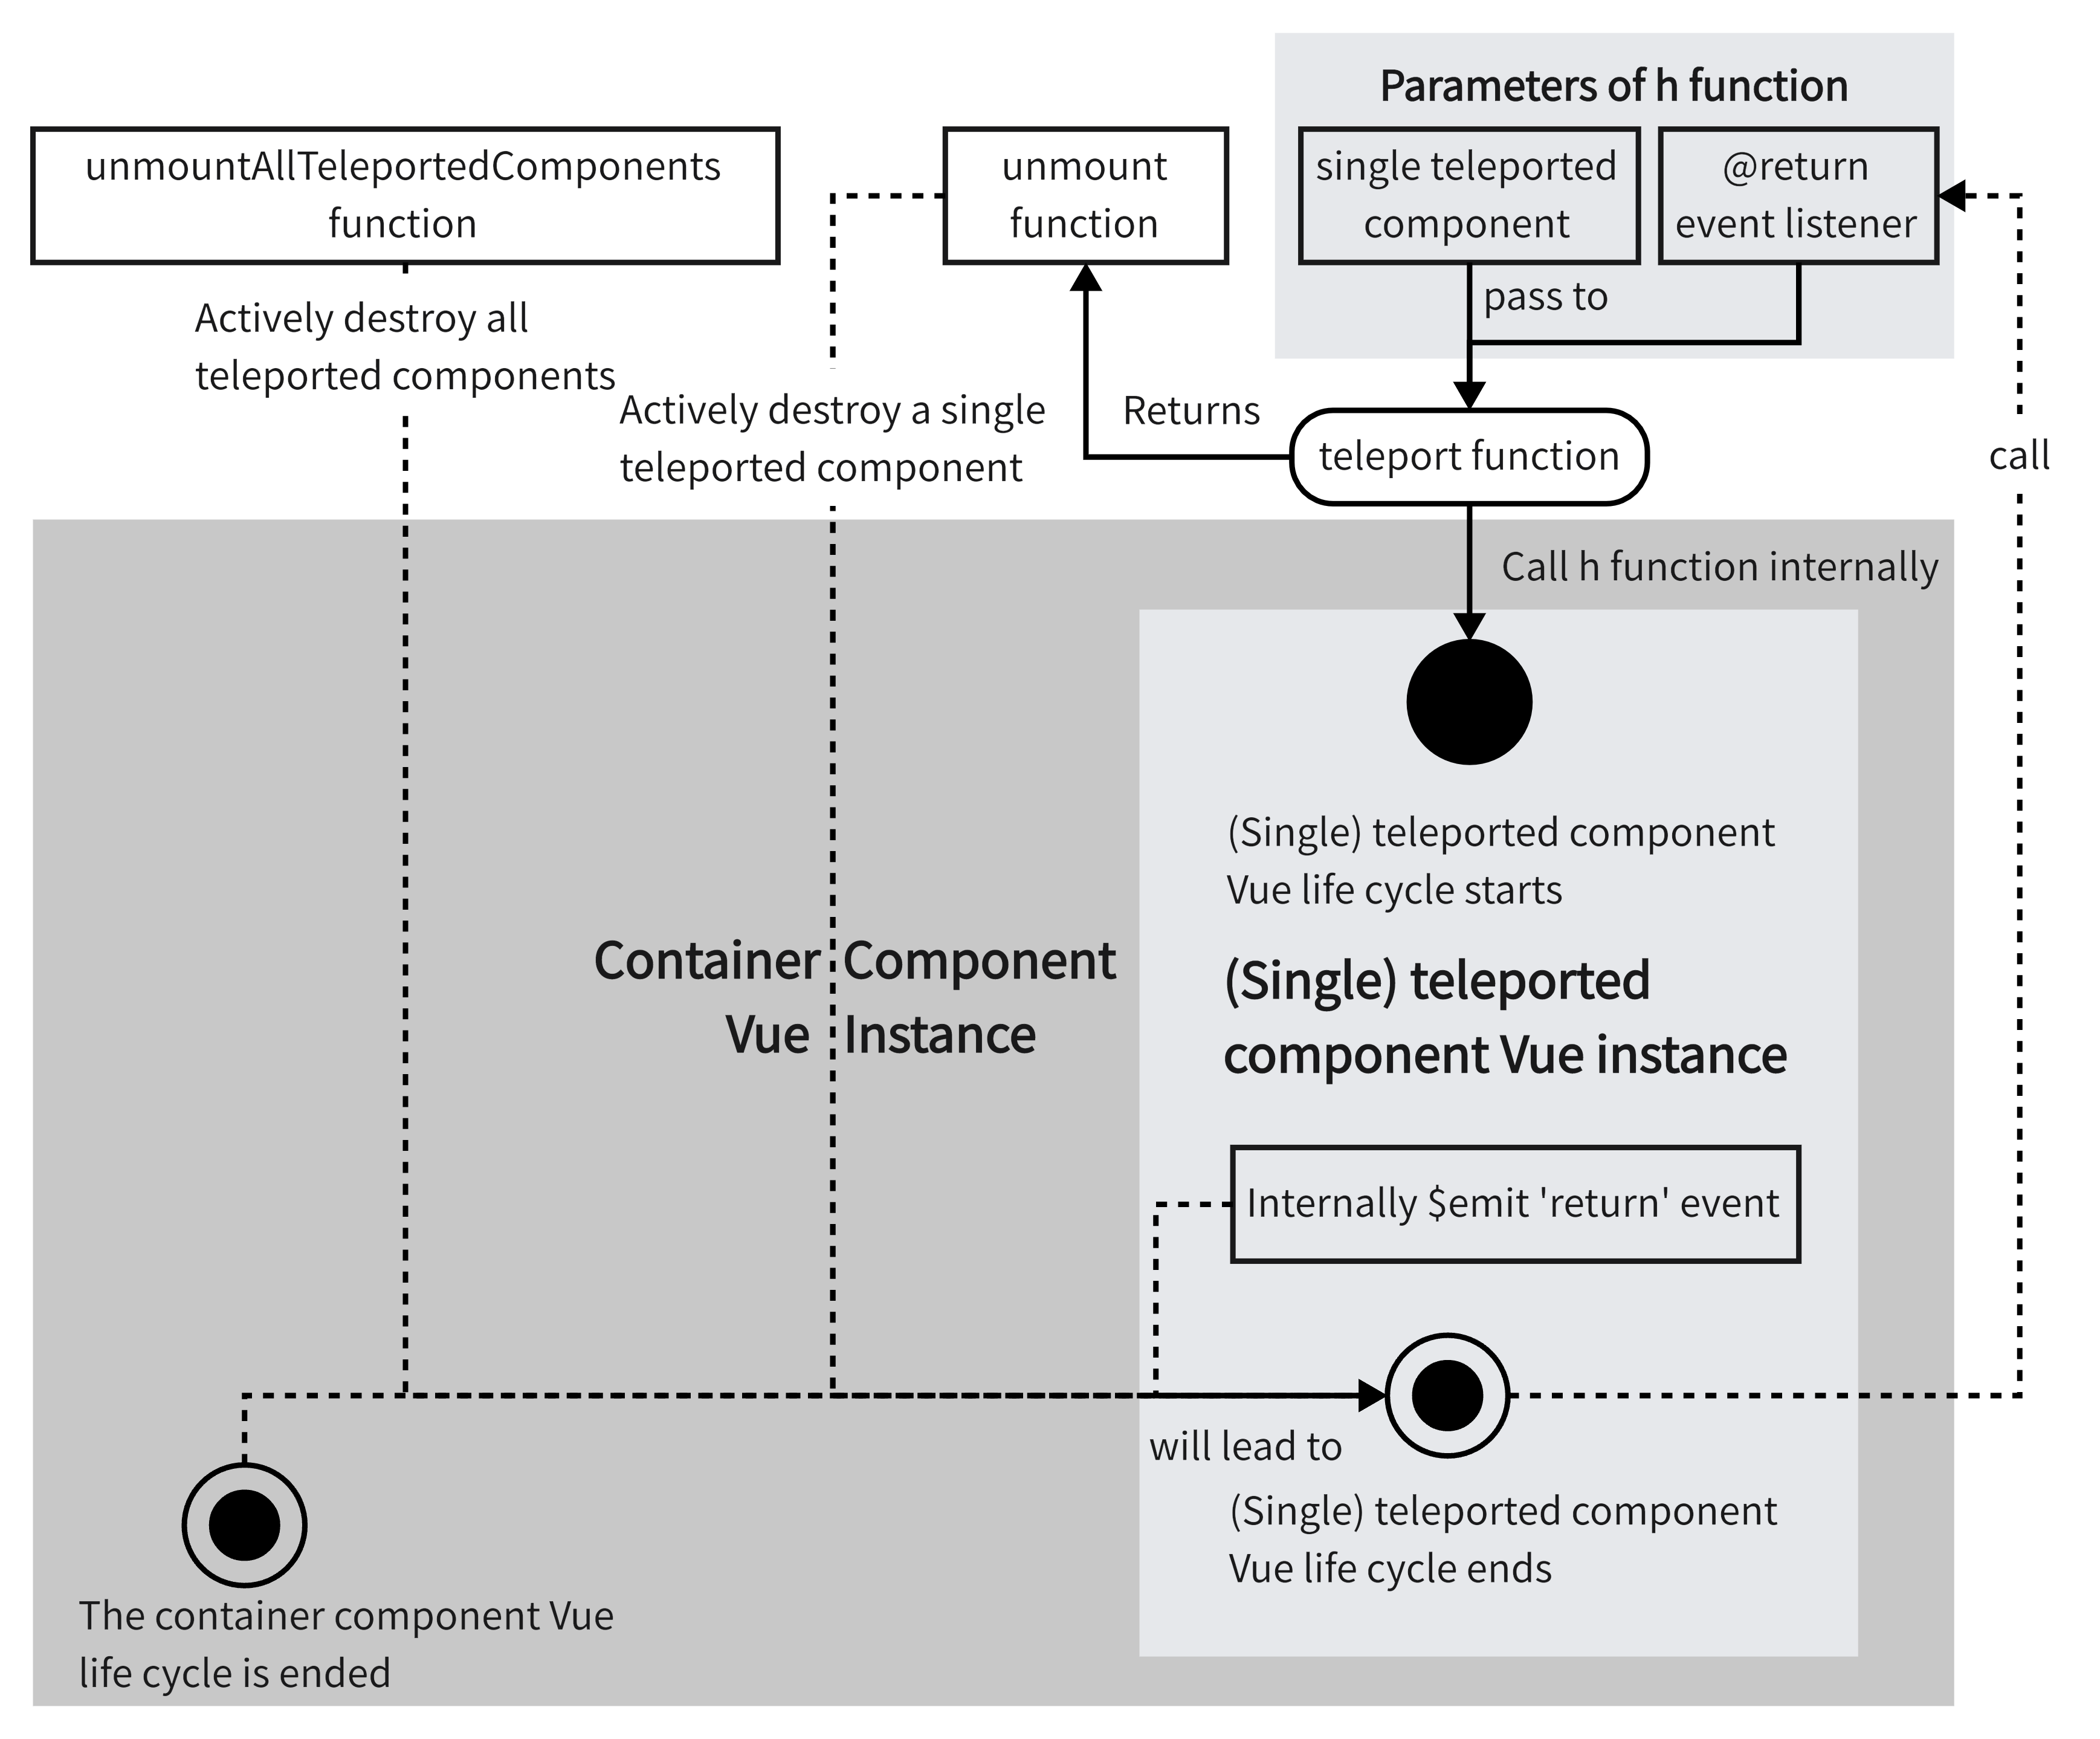 Parameters of h function
unmountAllTeleportedComponents
function
unmount
function
single teleported
component
@return
event listener
pass to
Actively destroy all
teleported components
Actively destroy a single
teleported component
Returns
teleport function
call
Call h function internally
(Single) teleported component
Vue life cycle starts
Container Component
Vue Instance
(Single) teleported
component Vue instance
Internally $emit 'return' event
will lead to
(Single) teleported component
Vue life cycle ends
The container component Vue
life cycle is ended